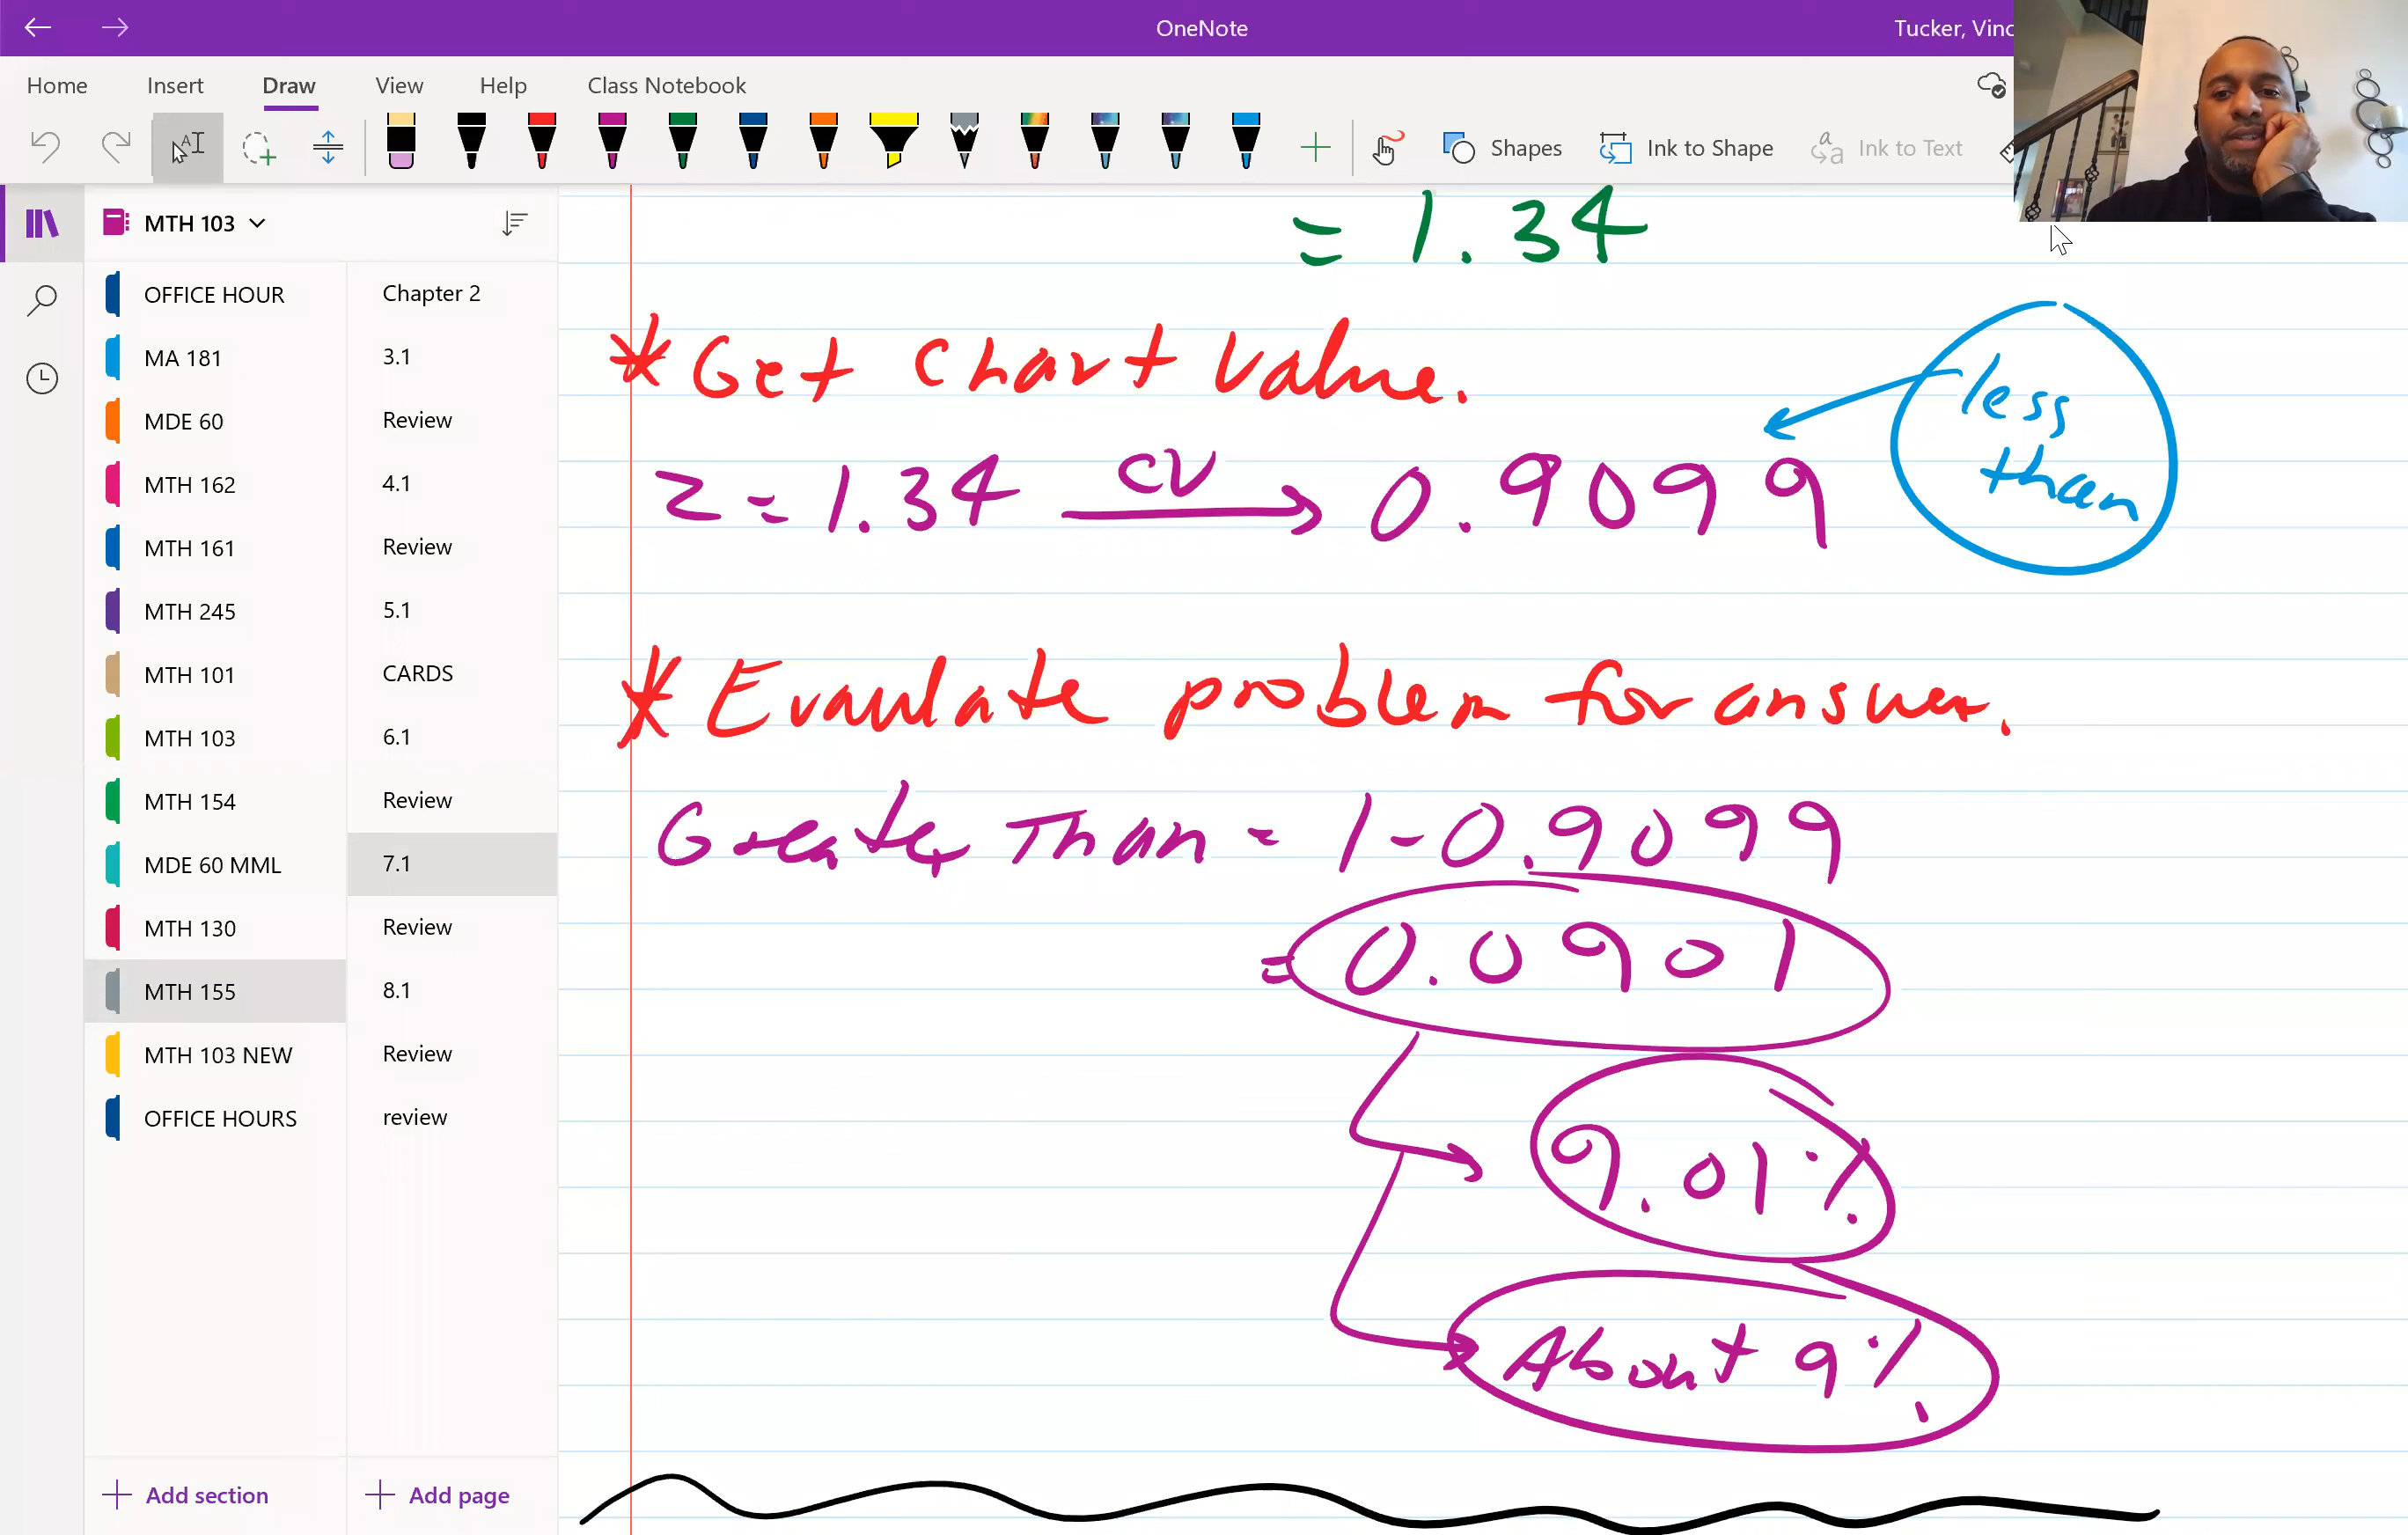 OneNote
Tucker, Vinc
Home Insert Draw View Help Class Notebook
Shapes Ink to Shape Ink to Text
MTH 103
OFFICE HOUR
MA 181
MDE 60
MTH 162
MTH 161
MTH 245
MTH 101
MTH 103
MTH 154
MDE 60 MML
MTH 130
MTH 155
MTH 103 NEW
OFFICE HOURS
Add section
Chapter 2
3.1
Review
4.1
Review
5.1
CARDS
6.1
Review
7.1
Review
8.1
Review
review
Add page
= 1.34
* Get Chart Value.
less
than
z = 1.34 CV → 0.9099
* Evaulate problem for answer.
Greater Than = 1 - 0.9099
= 0.0901
9.01%
About 9%